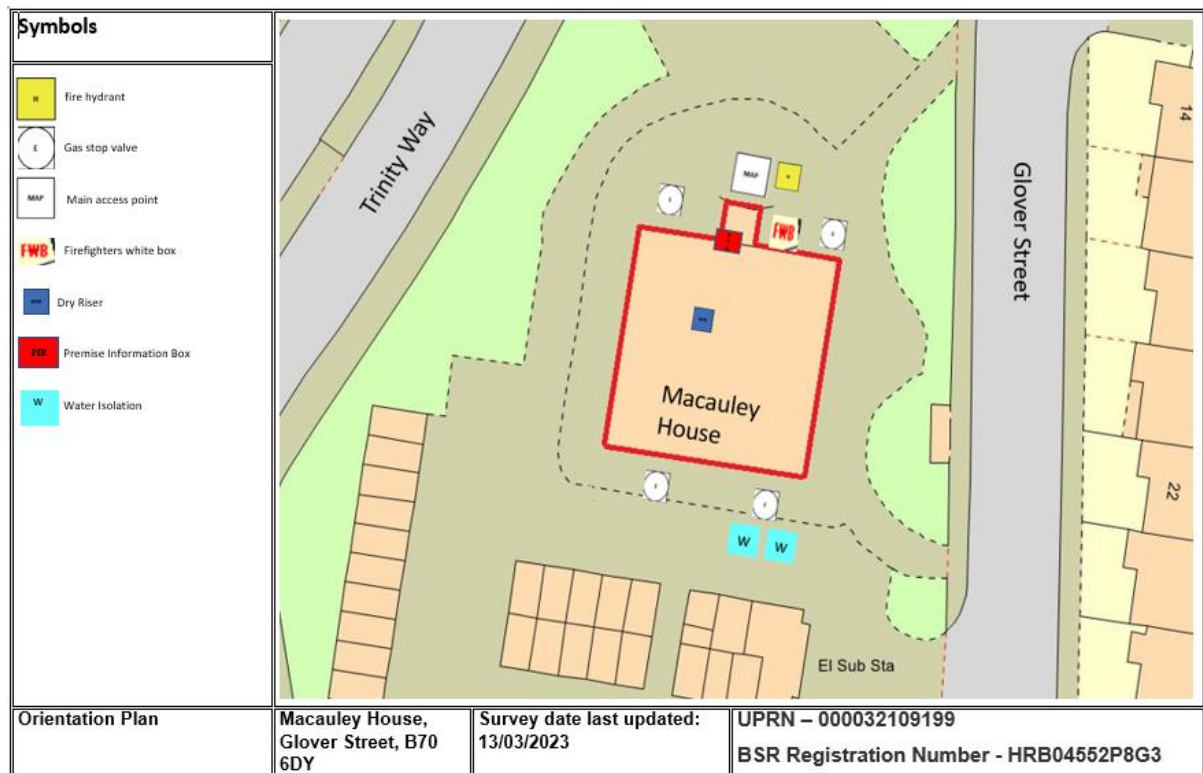 Symbols
H
fire hydrant
E
Gas stop valve
MAP
Main access point
FWB
Firefighters white box
Dry Riser
Premise Information Box
W
Water Isolation
Trinity Way
Glover Street
14
MAP
E
FWB
E
Macauley
House
22
E
E
W
W
El Sub Sta
Orientation Plan
Macauley House,
Glover Street, B70
6DY
Survey date last updated:
13/03/2023
UPRN – 000032109199
BSR Registration Number - HRB04552P8G3